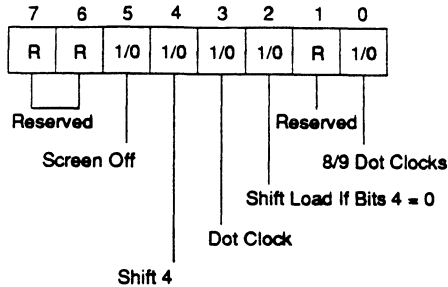 7 6 5 4 3 2 1 0
R R 1/0 1/0 1/0 1/0 R 1/0
Reserved Reserved
Screen Off 8/9 Dot Clocks
Shift Load If Bits 4 = 0
Dot Clock
Shift 4